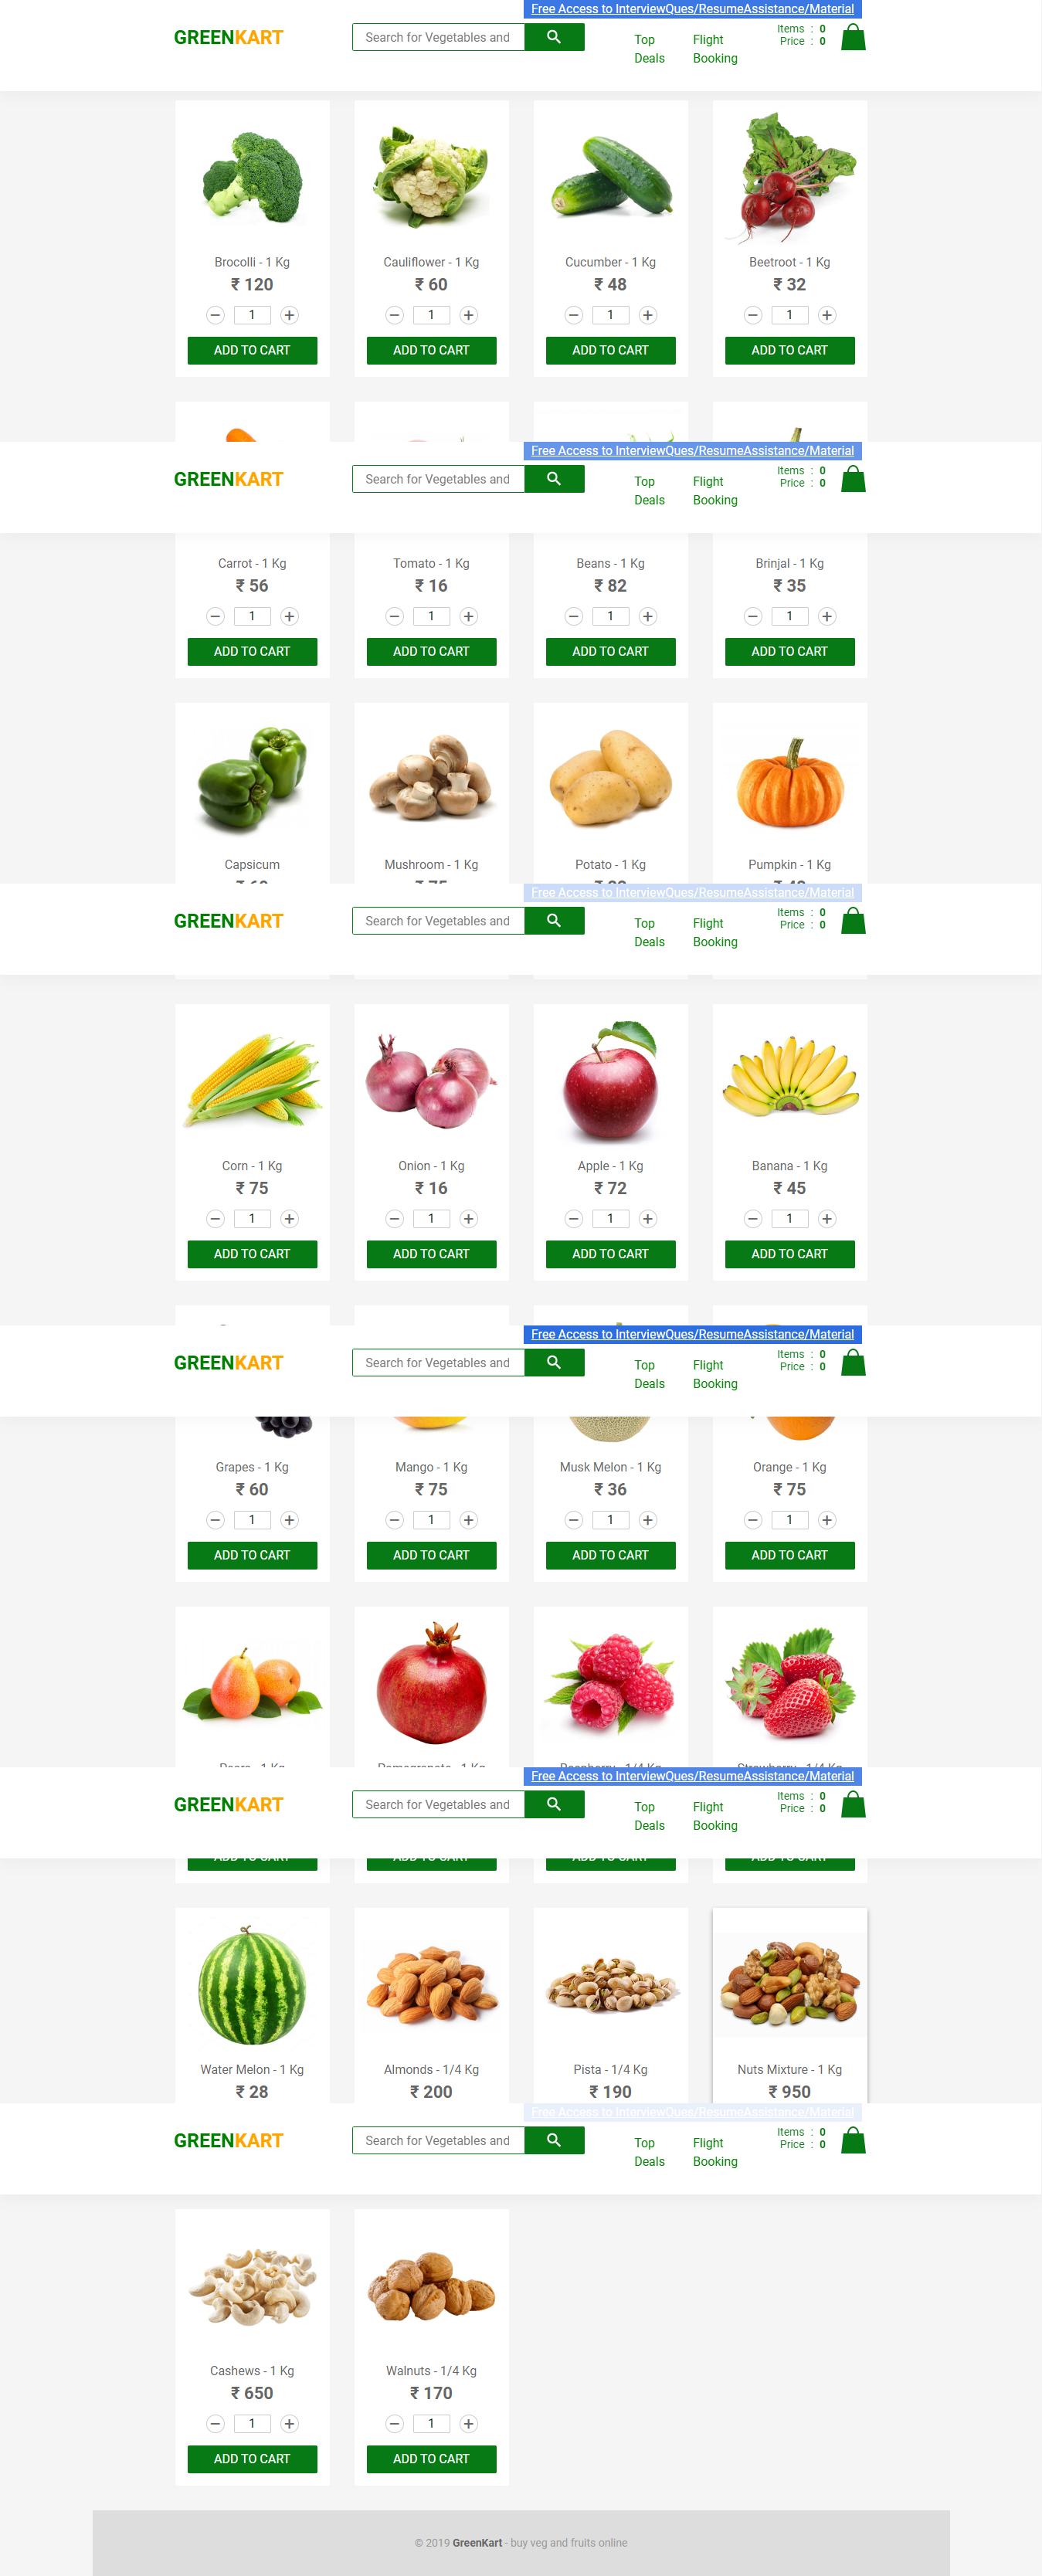 Free Access to InterviewQues/ResumeAssistance/Material
GREENKART
Search for Vegetables and
Top Deals
Flight Booking
Items : 0
Price : 0
Brocolli - 1 Kg
₹ 120
1
ADD TO CART
Cauliflower - 1 Kg
₹ 60
1
ADD TO CART
Cucumber - 1 Kg
₹ 48
1
ADD TO CART
Beetroot - 1 Kg
₹ 32
1
ADD TO CART
Free Access to InterviewQues/ResumeAssistance/Material
GREENKART
Search for Vegetables and
Top Deals
Flight Booking
Items : 0
Price : 0
Carrot - 1 Kg
₹ 56
1
ADD TO CART
Tomato - 1 Kg
₹ 16
1
ADD TO CART
Beans - 1 Kg
₹ 82
1
ADD TO CART
Brinjal - 1 Kg
₹ 35
1
ADD TO CART
Capsicum
Mushroom - 1 Kg
Potato - 1 Kg
Pumpkin - 1 Kg
Free Access to InterviewQues/ResumeAssistance/Material
GREENKART
Search for Vegetables and
Top Deals
Flight Booking
Items : 0
Price : 0
Corn - 1 Kg
₹ 75
1
ADD TO CART
Onion - 1 Kg
₹ 16
1
ADD TO CART
Apple - 1 Kg
₹ 72
1
ADD TO CART
Banana - 1 Kg
₹ 45
1
ADD TO CART
Free Access to InterviewQues/ResumeAssistance/Material
GREENKART
Search for Vegetables and
Top Deals
Flight Booking
Items : 0
Price : 0
Grapes - 1 Kg
₹ 60
1
ADD TO CART
Mango - 1 Kg
₹ 75
1
ADD TO CART
Musk Melon - 1 Kg
₹ 36
1
ADD TO CART
Orange - 1 Kg
₹ 75
1
ADD TO CART
Free Access to InterviewQues/ResumeAssistance/Material
GREENKART
Search for Vegetables and
Top Deals
Flight Booking
Items : 0
Price : 0
Water Melon - 1 Kg
₹ 28
Almonds - 1/4 Kg
₹ 200
Pista - 1/4 Kg
₹ 190
Nuts Mixture - 1 Kg
₹ 950
Free Access to InterviewQues/ResumeAssistance/Material
GREENKART
Search for Vegetables and
Top Deals
Flight Booking
Items : 0
Price : 0
Cashews - 1 Kg
₹ 650
1
ADD TO CART
Walnuts - 1/4 Kg
₹ 170
1
ADD TO CART
© 2019 GreenKart - buy veg and fruits online